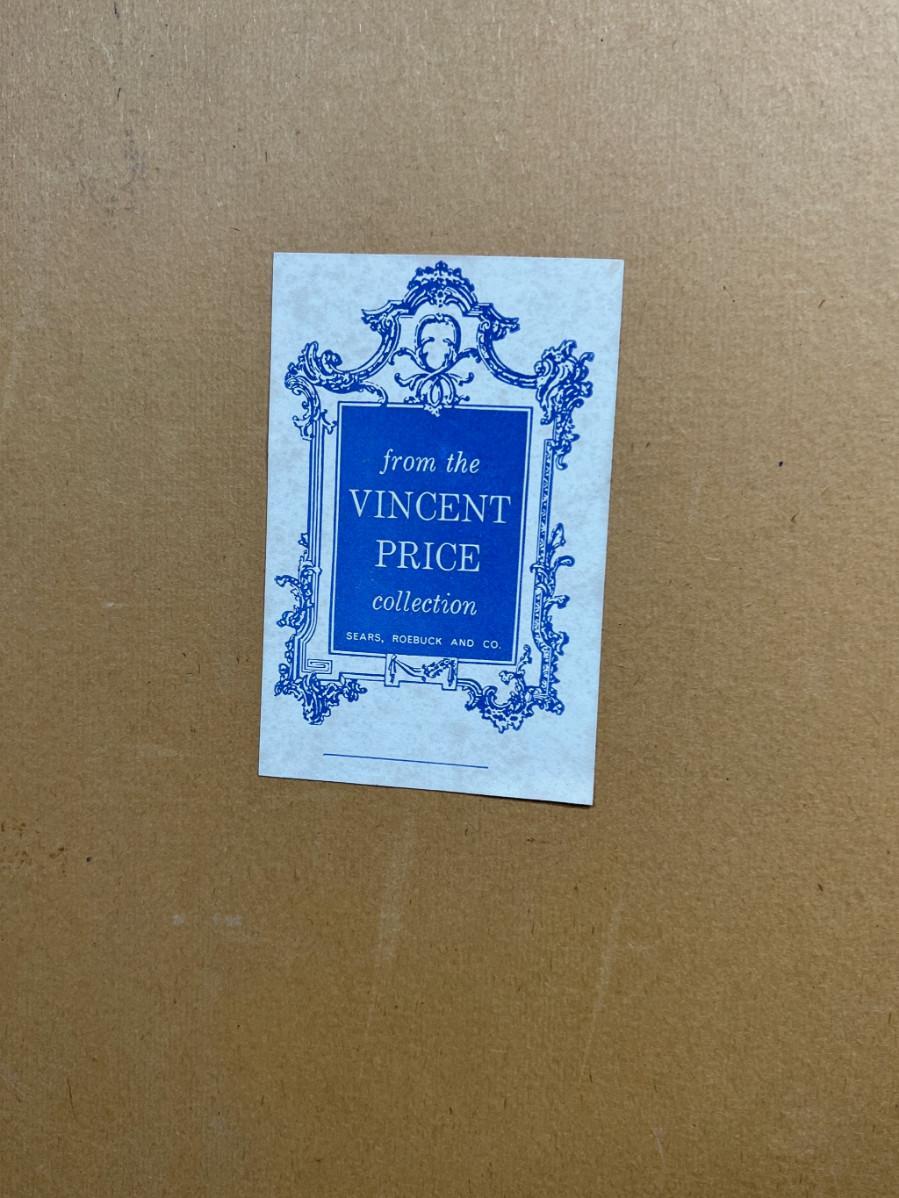 from the
VINCENT
PRICE
collection
SEARS, ROEBUCK AND CO.